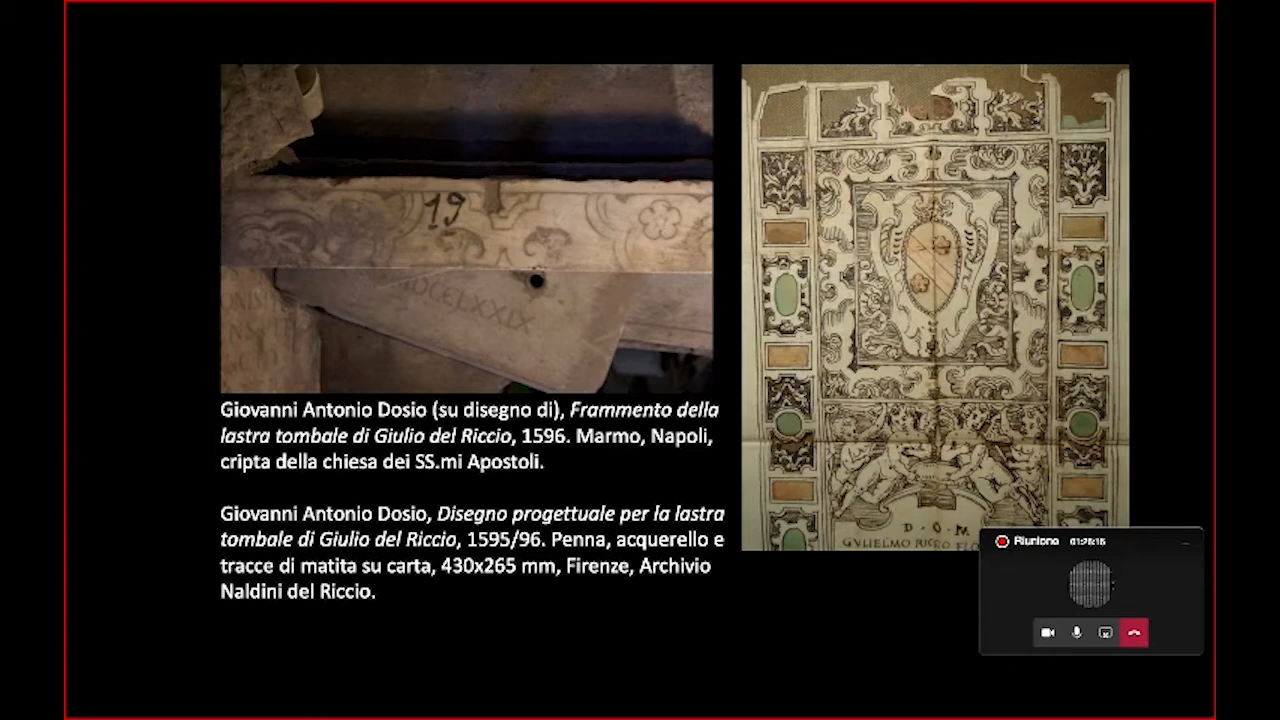 19
DCCLXXIX
Giovanni Antonio Dosio (su disegno di), Frammento della
lastra tombale di Giulio del Riccio, 1596. Marmo, Napoli,
cripta della chiesa dei SS.mi Apostoli.
Giovanni Antonio Dosio, Disegno progettuale per la lastra
tombale di Giulio del Riccio, 1595/96. Penna, acquerello e
tracce di matita su carta, 430x265 mm, Firenze, Archivio
Naldini del Riccio.
D · O · M
GVLIELMO
Riunione